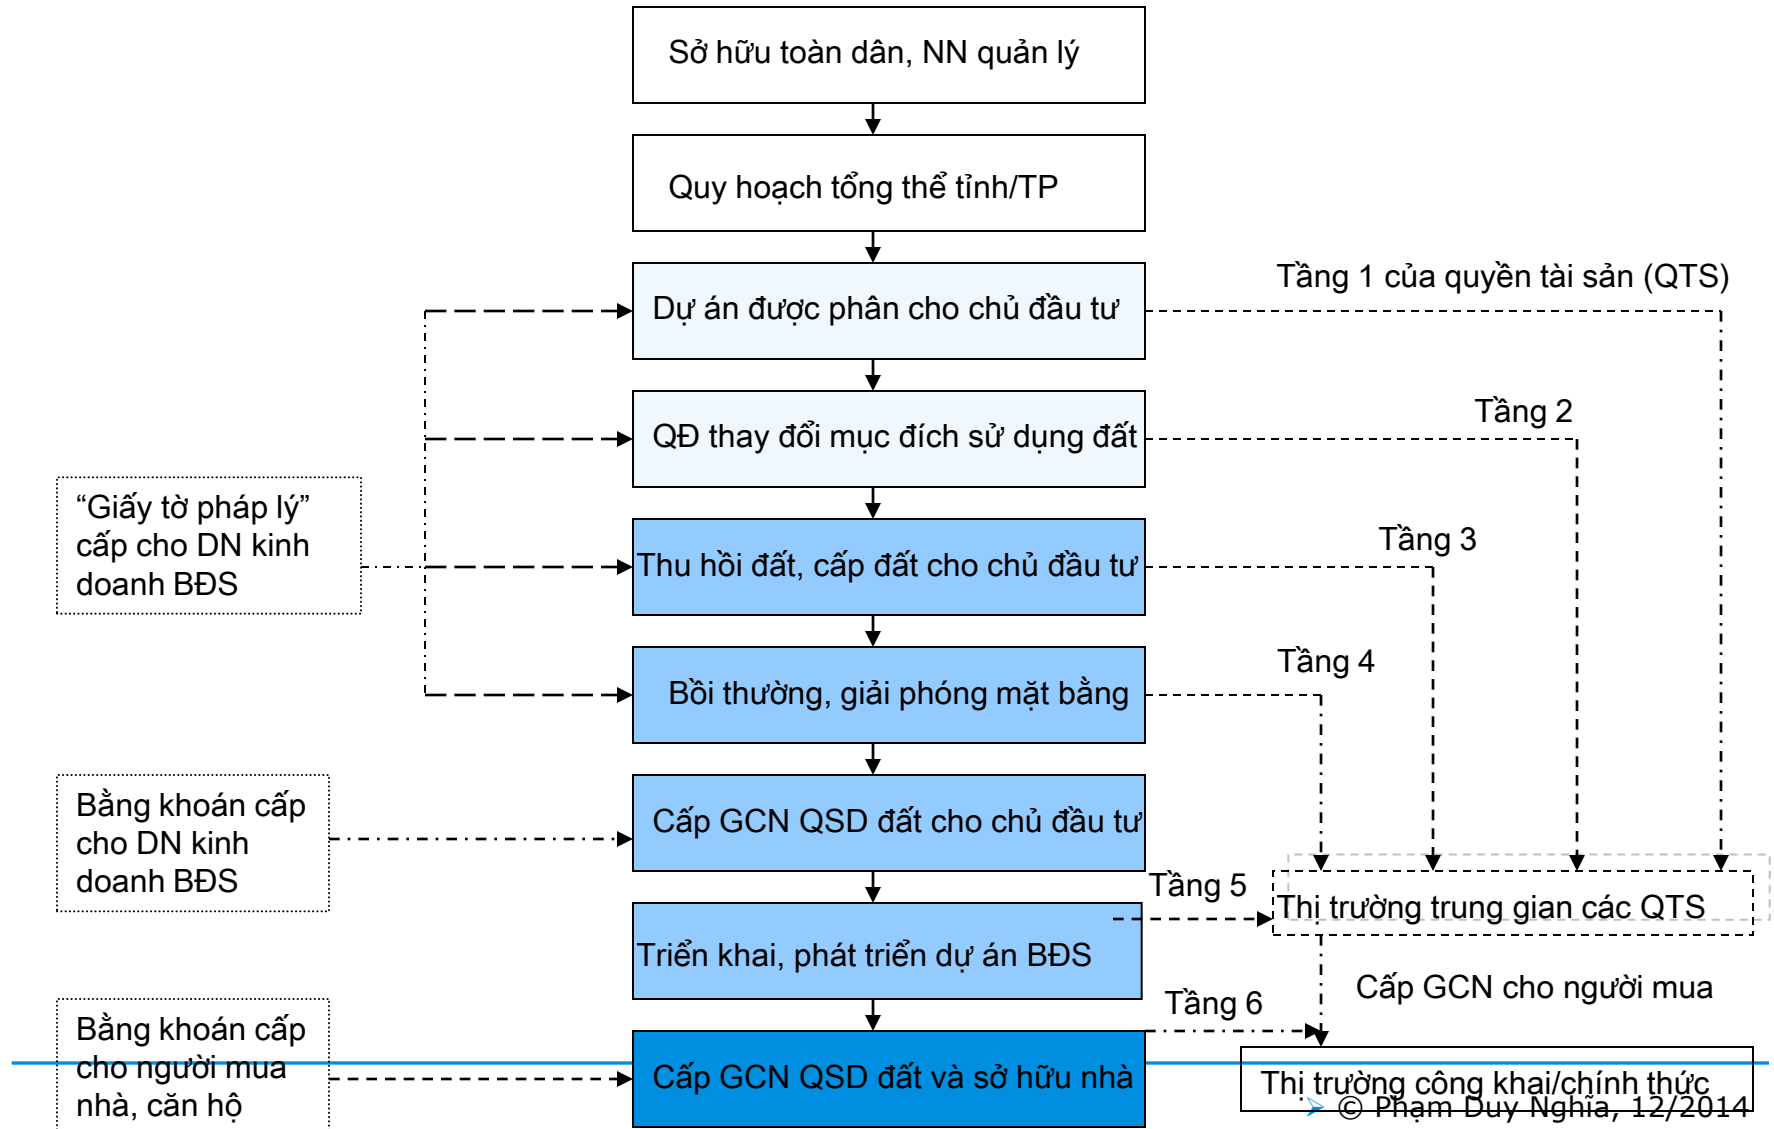 Sở hữu toàn dân, NN quản lý
Quy hoạch tổng thể tỉnh/TP
Tầng 1 của quyền tài sản (QTS)
Dự án được phân cho chủ đầu tư
Tầng 2
QĐ thay đổi mục đích sử dụng đất
“Giấy tờ pháp lý”
cấp cho DN kinh
doanh BĐS
Tầng 3
Thu hồi đất, cấp đất cho chủ đầu tư
Tầng 4
Bồi thường, giải phóng mặt bằng
Bằng khoán cấp
cho DN kinh
doanh BĐS
Cấp GCN QSD đất cho chủ đầu tư
Tầng 5
Thị trường trung gian các QTS
Triển khai, phát triển dự án BĐS
Cấp GCN cho người mua
Tầng 6
Bằng khoán cấp
cho người mua
nhà, căn hộ
Cấp GCN QSD đất và sở hữu nhà
Thị trường công khai/chính thức
➢ © Phạm Duy Nghĩa, 12/2014